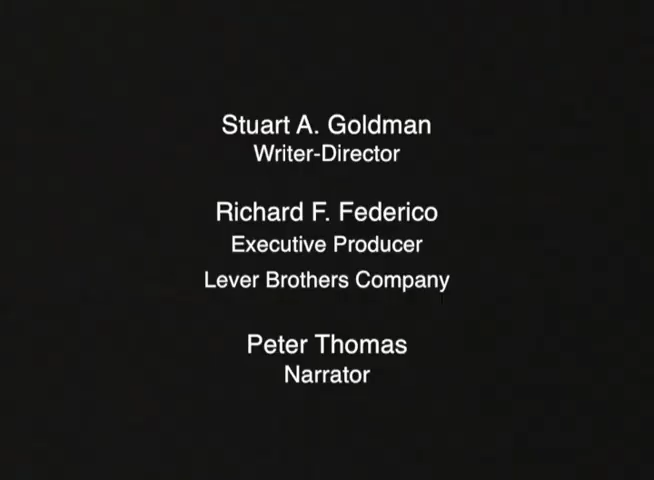 Stuart A. Goldman
Writer-Director
Richard F. Federico
Executive Producer
Lever Brothers Company
Peter Thomas
Narrator